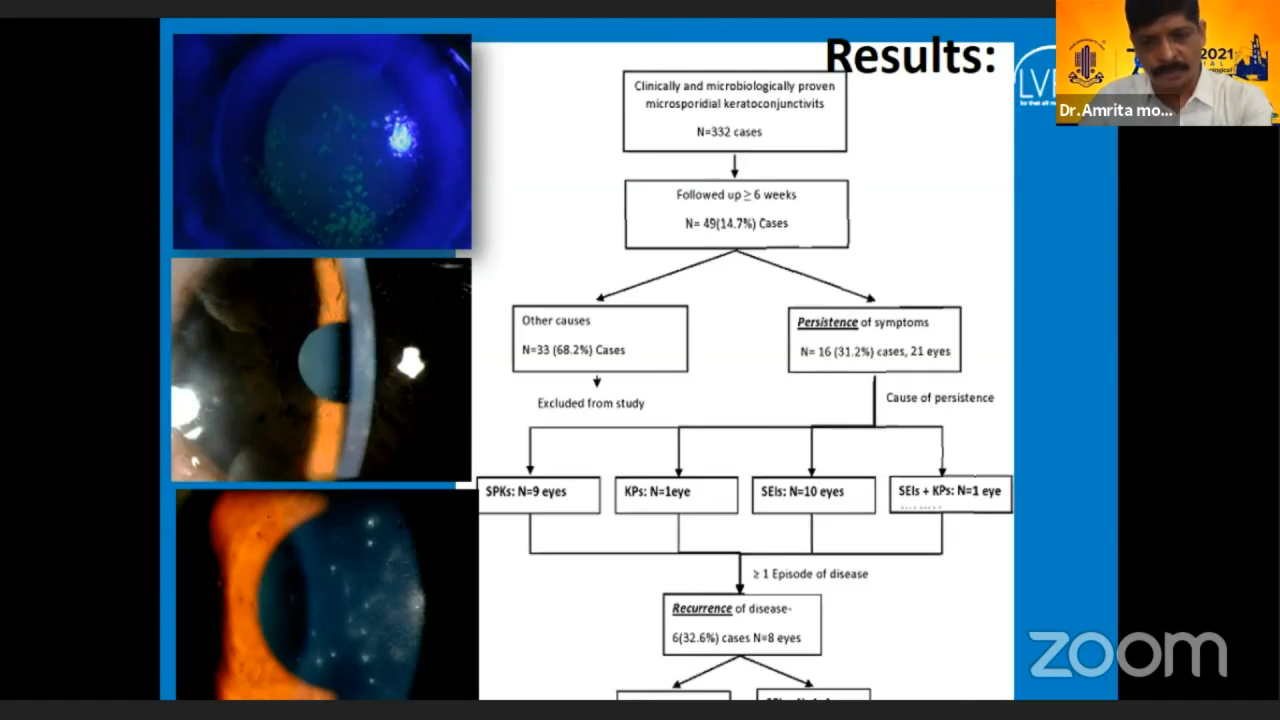 Results:
2021
LVP
Dr.Amrita mo...
Clinically and microbiologically proven
microsporidial keratoconjunctivits
N=332 cases
Followed up ≥ 6 weeks
N= 49(14.7%) Cases
Other causes
N=33 (68.2%) Cases
Persistence of symptoms
N= 16 (31.2%) cases, 21 eyes
Excluded from study
Cause of persistence
SPKs: N=9 eyes
KPs: N=1eye
SEIs: N=10 eyes
SEIs + KPs: N=1 eye
≥ 1 Episode of disease
Recurrence of disease-
6(32.6%) cases N=8 eyes
zoom